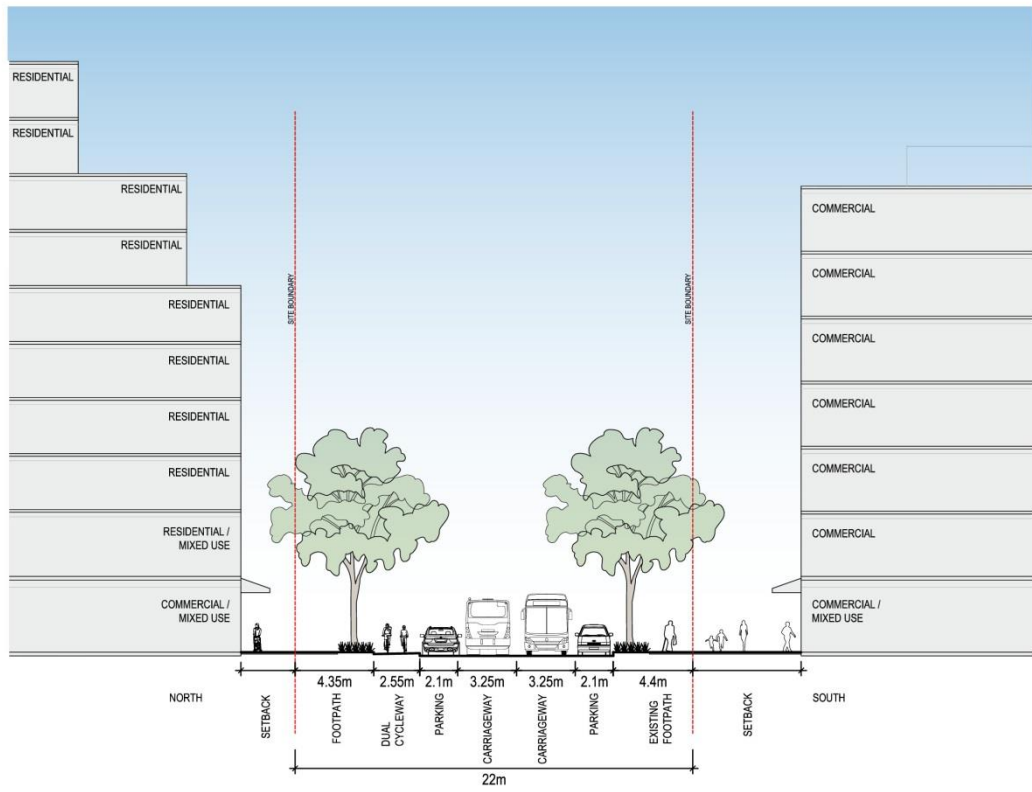 RESIDENTIAL
RESIDENTIAL
RESIDENTIAL
RESIDENTIAL
RESIDENTIAL
RESIDENTIAL
RESIDENTIAL
RESIDENTIAL
RESIDENTIAL /
MIXED USE
COMMERCIAL /
MIXED USE
SITE BOUNDARY
SITE BOUNDARY
COMMERCIAL
COMMERCIAL
COMMERCIAL
COMMERCIAL
COMMERCIAL
COMMERCIAL
COMMERCIAL /
MIXED USE
4.35m 2.55m 2.1m 3.25m 3.25m 2.1m 4.4m
NORTH
SETBACK
FOOTPATH
DUAL
CYCLEWAY
PARKING
CARRIAGEWAY
CARRIAGEWAY
PARKING
EXISTING
FOOTPATH
SETBACK
SOUTH
22m